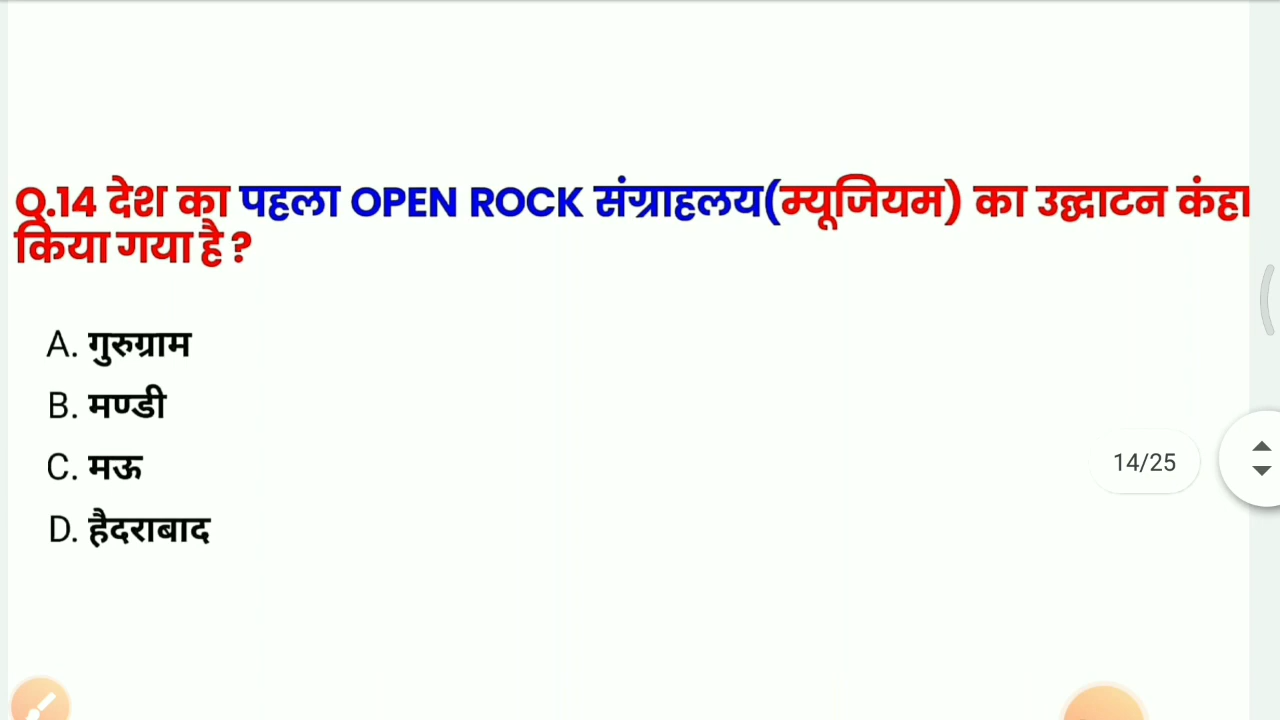 Q.14 देश का पहला OPEN ROCK संग्राहलय(म्यूजियम) का उद्घाटन कंहा
किया गया है ?
A. गुरुग्राम
B. मण्डी
C. मऊ
14/25
D. हैदराबाद